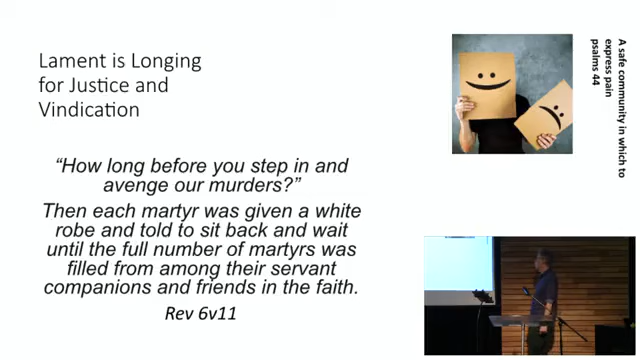 Lament is Longing
for Justice and
Vindication
“How long before you step in and
avenge our murders?”
Then each martyr was given a white
robe and told to sit back and wait
until the full number of martyrs was
filled from among their servant
companions and friends in the faith.
Rev 6v11
A safe community in which to
express pain
psalms 44